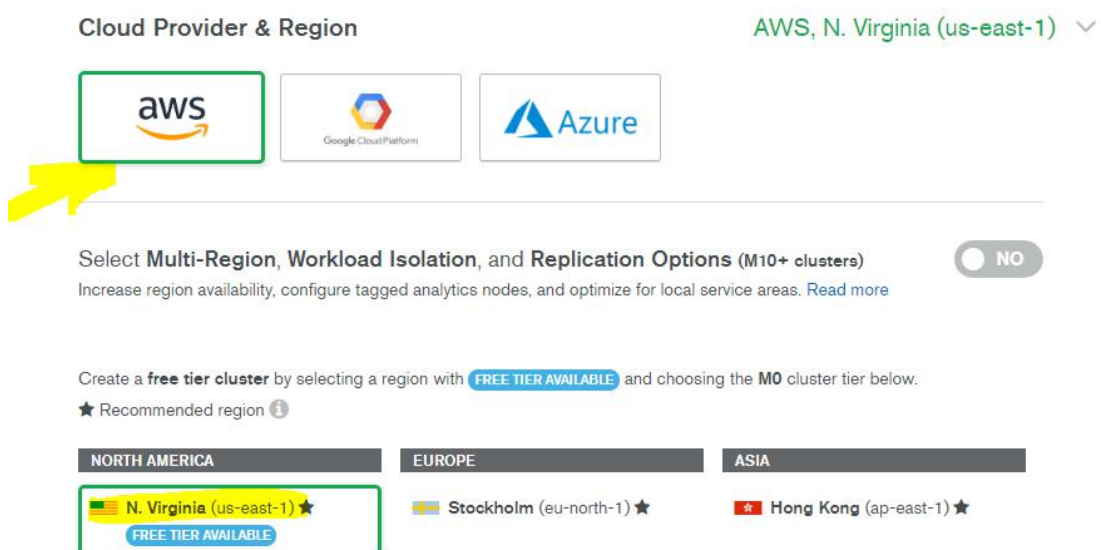 Cloud Provider & Region
AWS, N. Virginia (us-east-1)
aws
Google Cloud Platform
Azure
Select Multi-Region, Workload Isolation, and Replication Options (M10+ clusters)
NO
Increase region availability, configure tagged analytics nodes, and optimize for local service areas. Read more
Create a free tier cluster by selecting a region with FREE TIER AVAILABLE and choosing the M0 cluster tier below.
★ Recommended region i
NORTH AMERICA
EUROPE
ASIA
N. Virginia (us-east-1) ★
Stockholm (eu-north-1) ★
Hong Kong (ap-east-1) ★
FREE TIER AVAILABLE